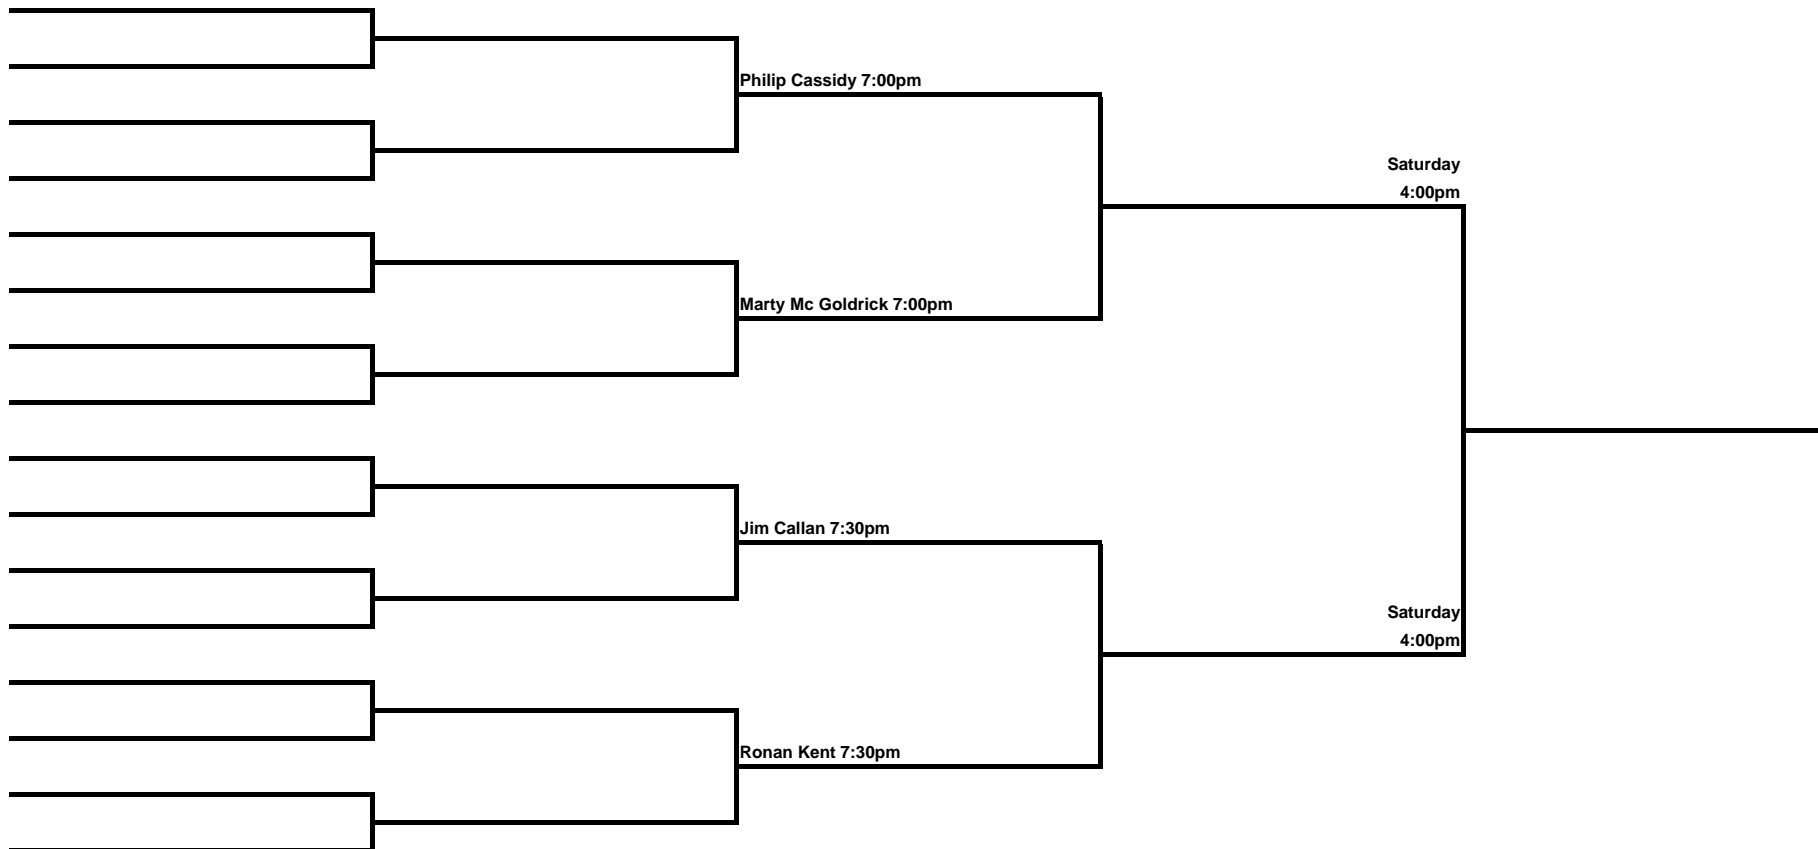 Philip Cassidy 7:00pm
Saturday
4:00pm
Marty Mc Goldrick 7:00pm
Jim Callan 7:30pm
Saturday
4:00pm
Ronan Kent 7:30pm